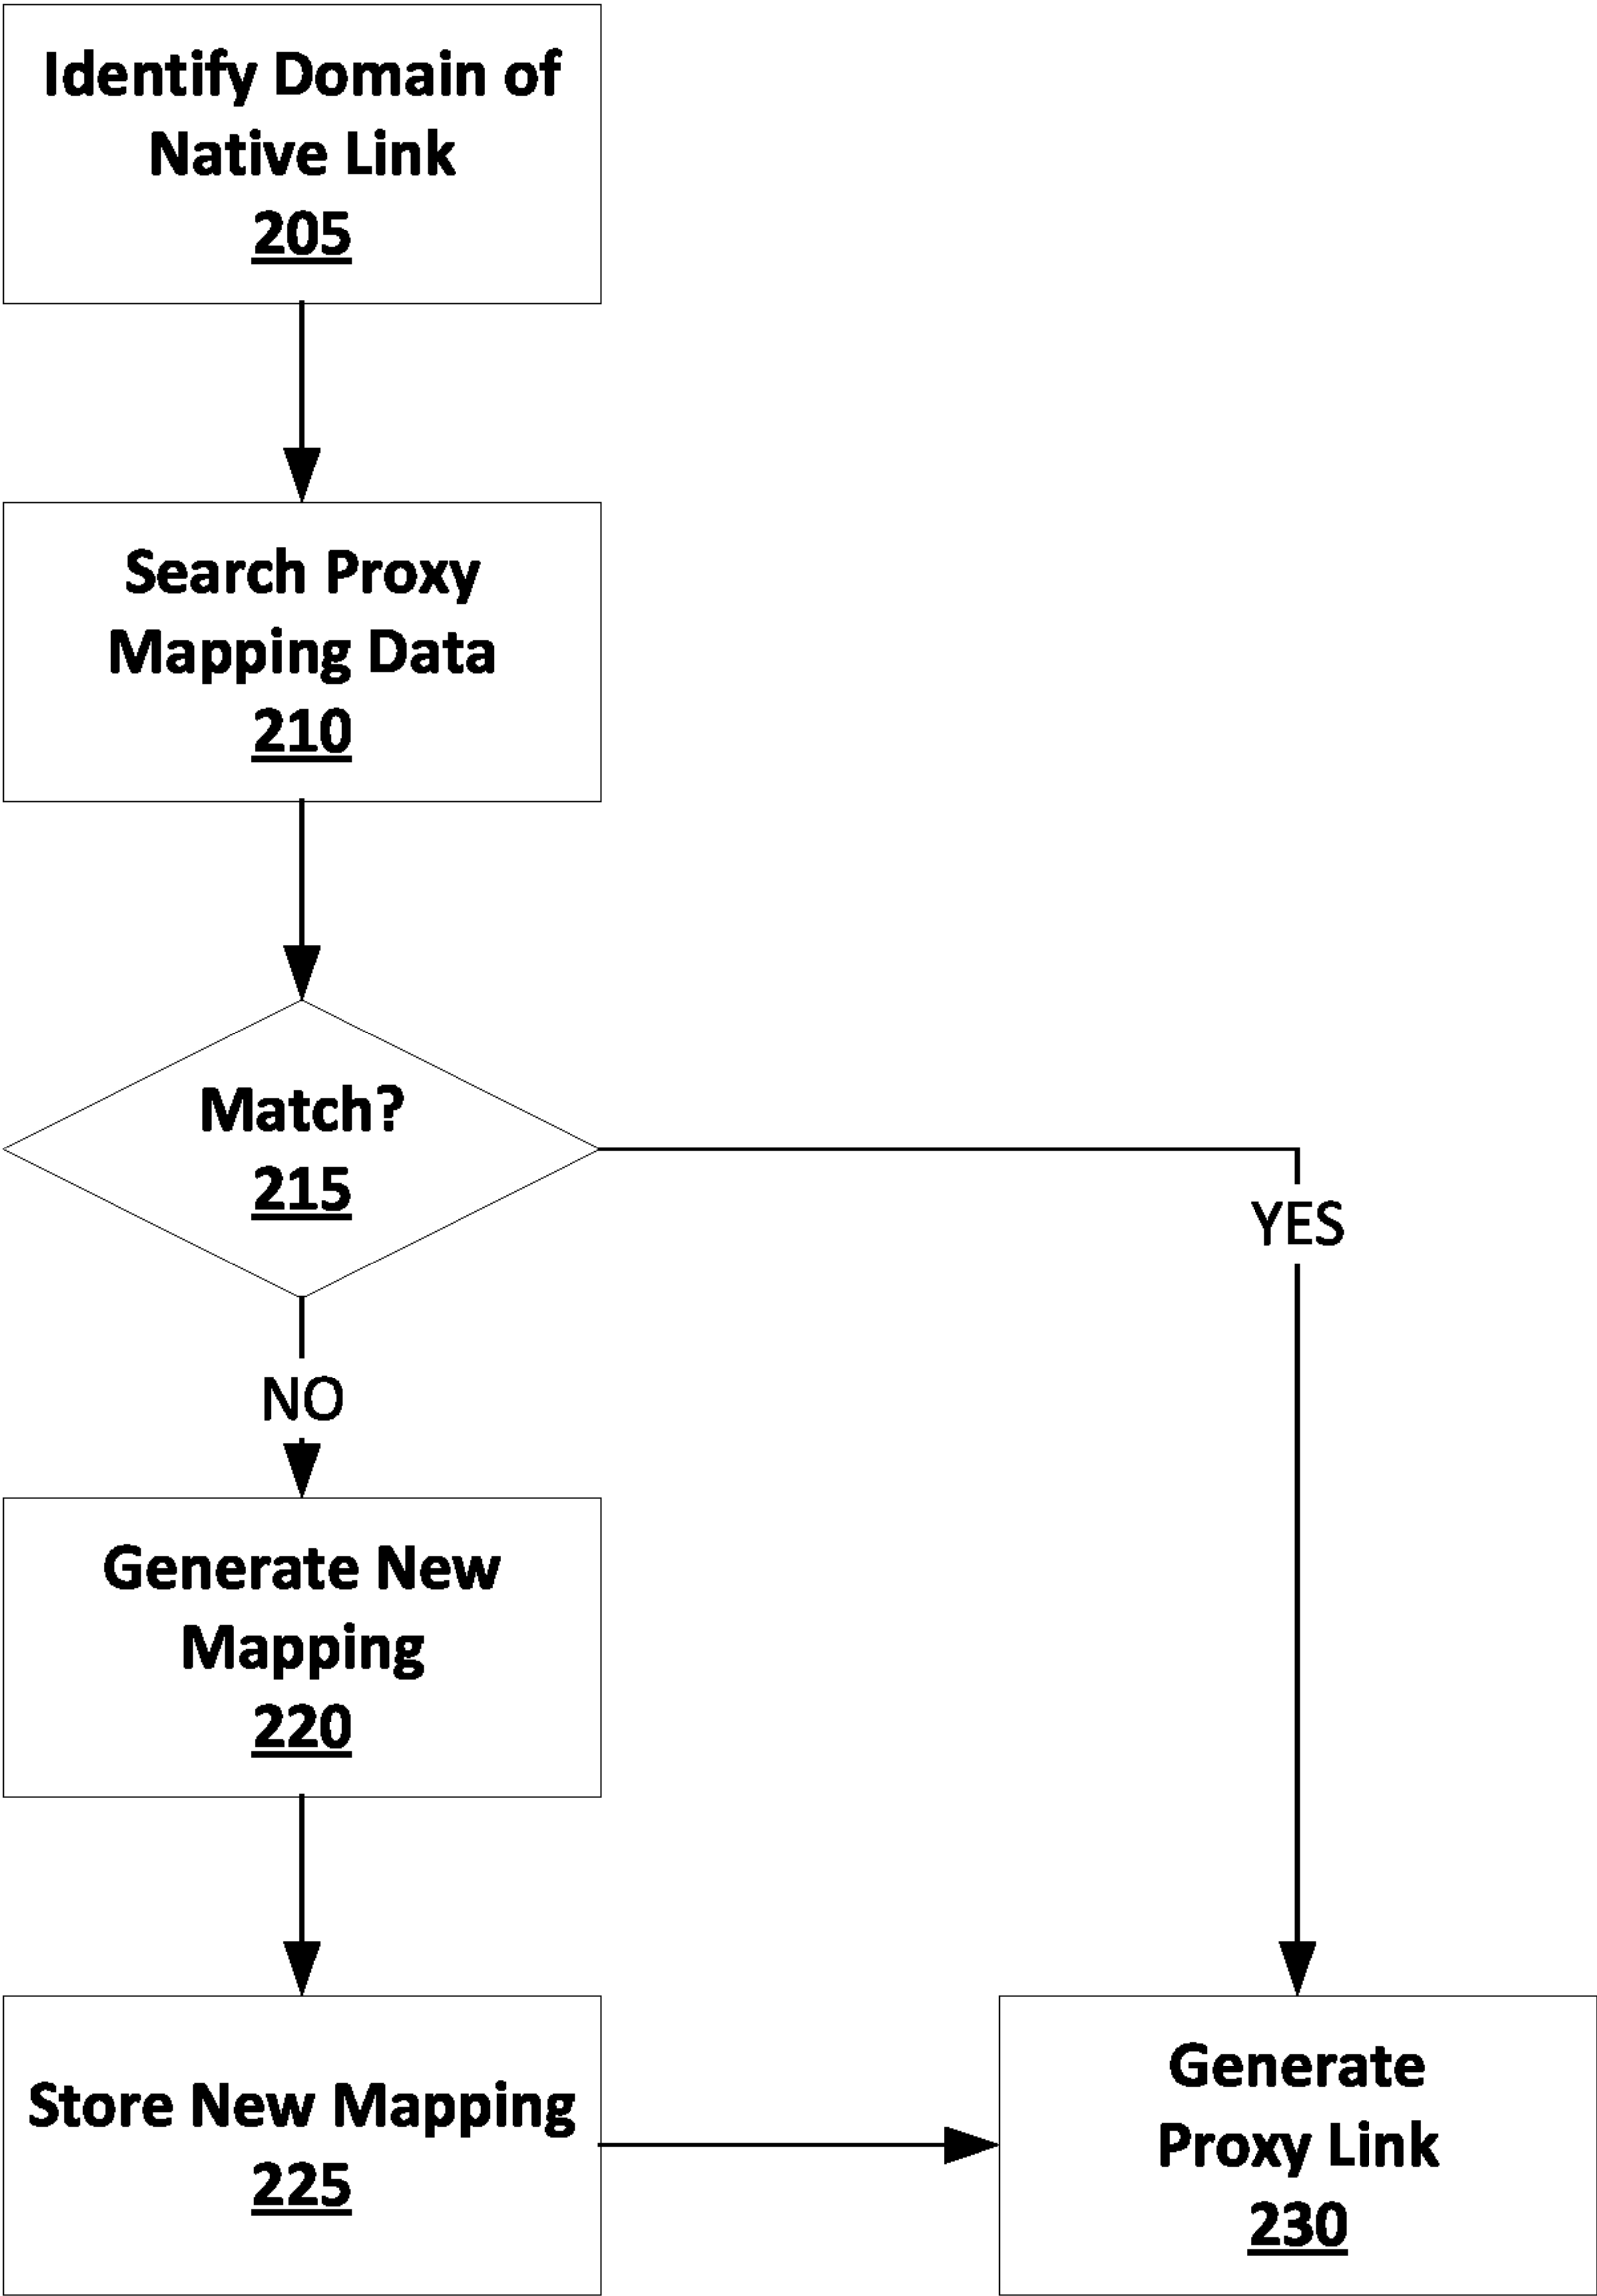 Identify Domain of
Native Link
205
Search Proxy
Mapping Data
210
Match?
215
YES
NO
Generate New
Mapping
220
Store New Mapping
225
Generate
Proxy Link
230